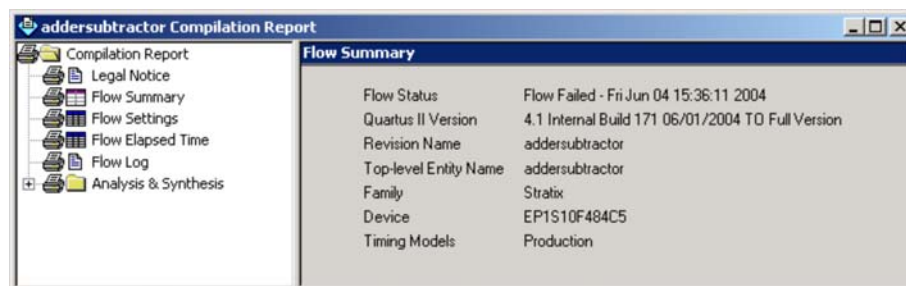 addersubtractor Compilation Report
Compilation Report
Legal Notice
Flow Summary
Flow Settings
Flow Elapsed Time
Flow Log
Analysis & Synthesis
Flow Summary
Flow Status Flow Failed - Fri Jun 04 15:36:11 2004
Quartus II Version 4.1 Internal Build 171 06/01/2004 TO Full Version
Revision Name addersubtractor
Top-level Entity Name addersubtractor
Family Stratix
Device EP1S10F484C5
Timing Models Production